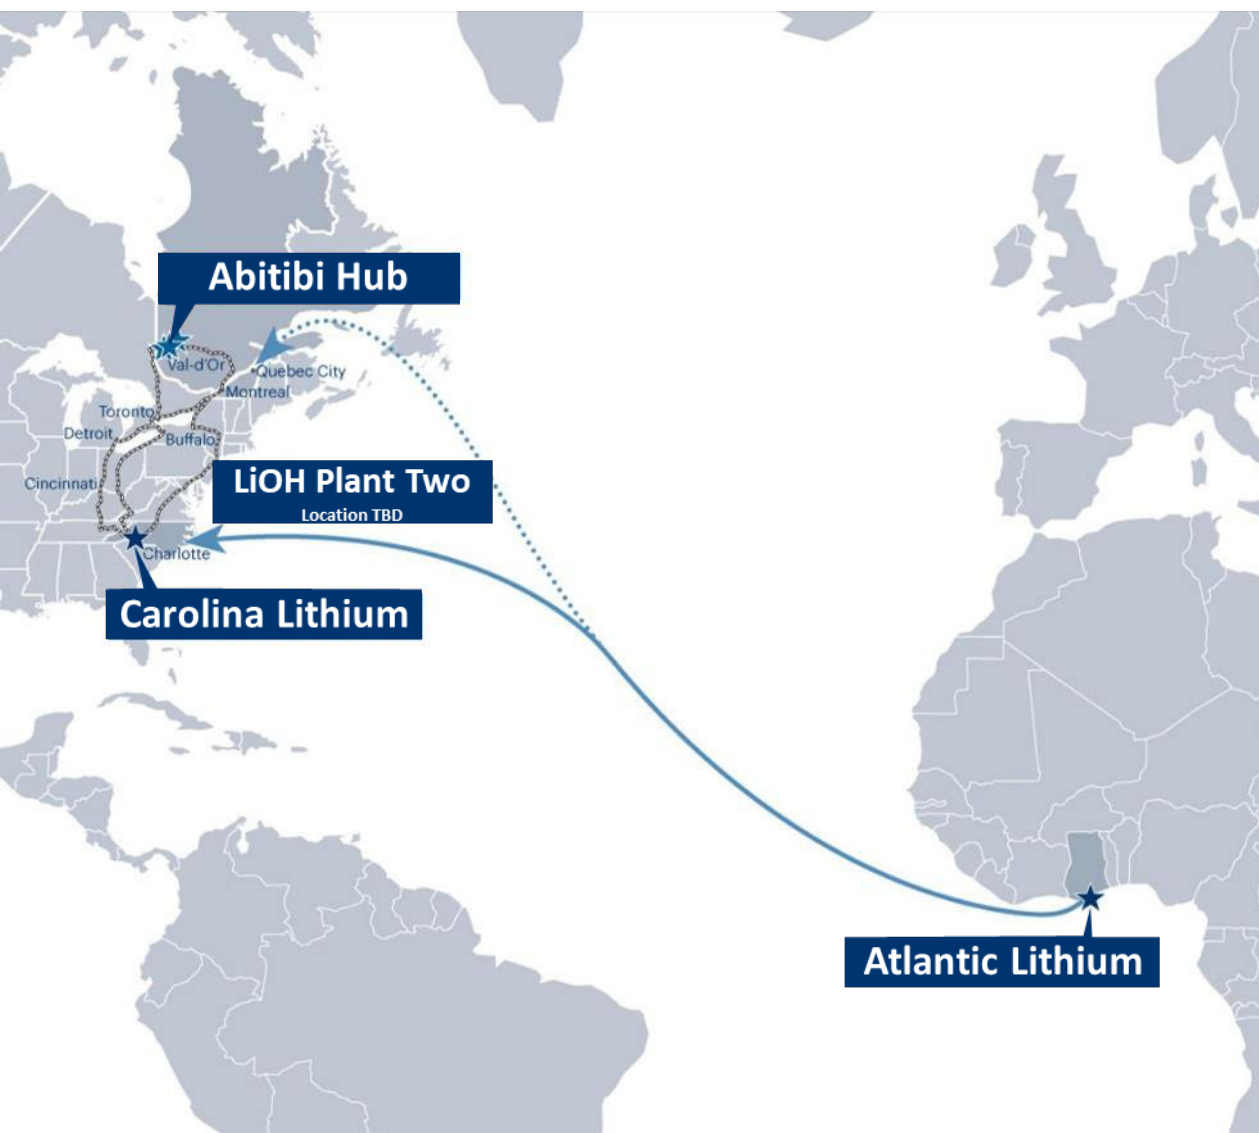 Abitibi Hub
Val-d'Or
Quebec City
Montreal
Toronto
Detroit
Buffalo
Cincinnati
LiOH Plant Two
Location TBD
Charlotte
Carolina Lithium
Atlantic Lithium